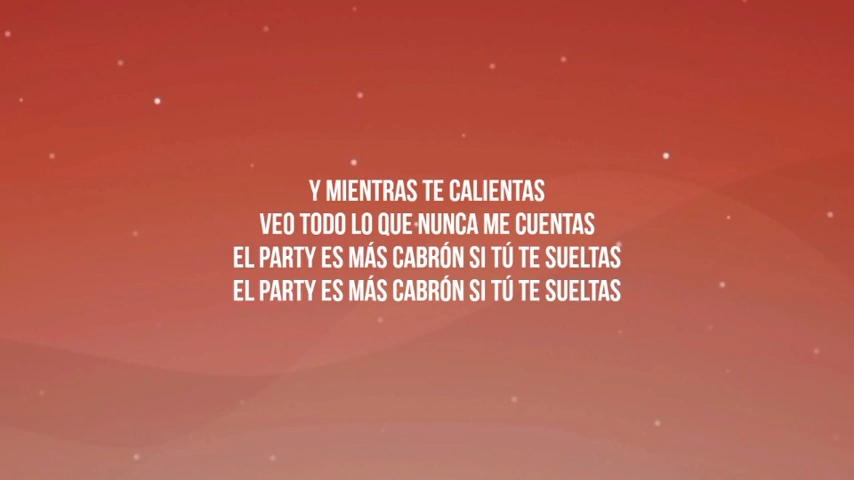 Y MIENTRAS TE CALIENTAS
VEO TODO LO QUE NUNCA ME CUENTAS
EL PARTY ES MÁS CABRÓN SI TÚ TE SUELTAS
EL PARTY ES MÁS CABRÓN SI TÚ TE SUELTAS